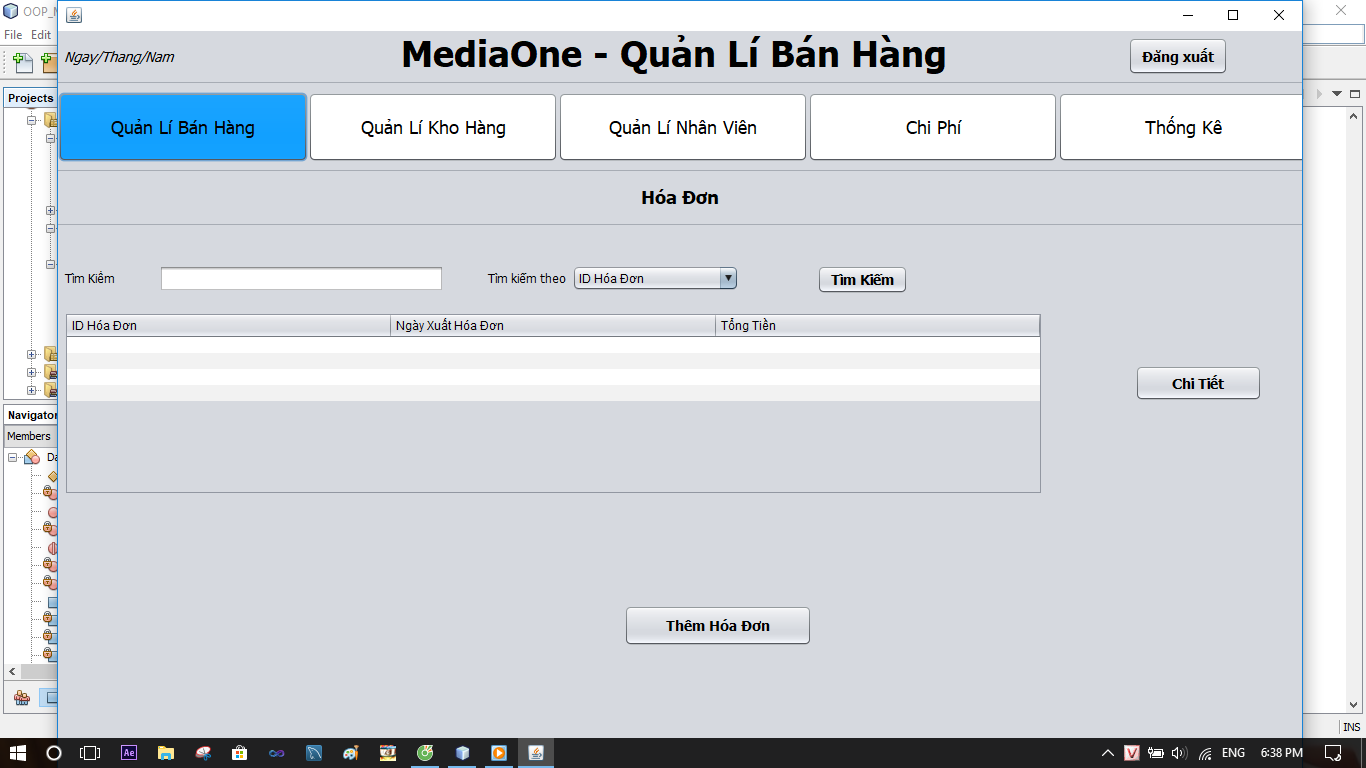 OOP_
File Edit
Ngay/Thang/Nam
MediaOne - Quản Lí Bán Hàng
Đăng xuất
Projects
Quản Lí Bán Hàng
Quản Lí Kho Hàng
Quản Lí Nhân Viên
Chi Phí
Thống Kê
Hóa Đơn
Tìm Kiếm
Tìm kiếm theo
ID Hóa Đơn
Tìm Kiếm
ID Hóa Đơn
Ngày Xuất Hóa Đơn
Tổng Tiền
Chi Tiết
Navigator
Members
Da
Thêm Hóa Đơn
INS
Ae
V
ENG
6:38 PM